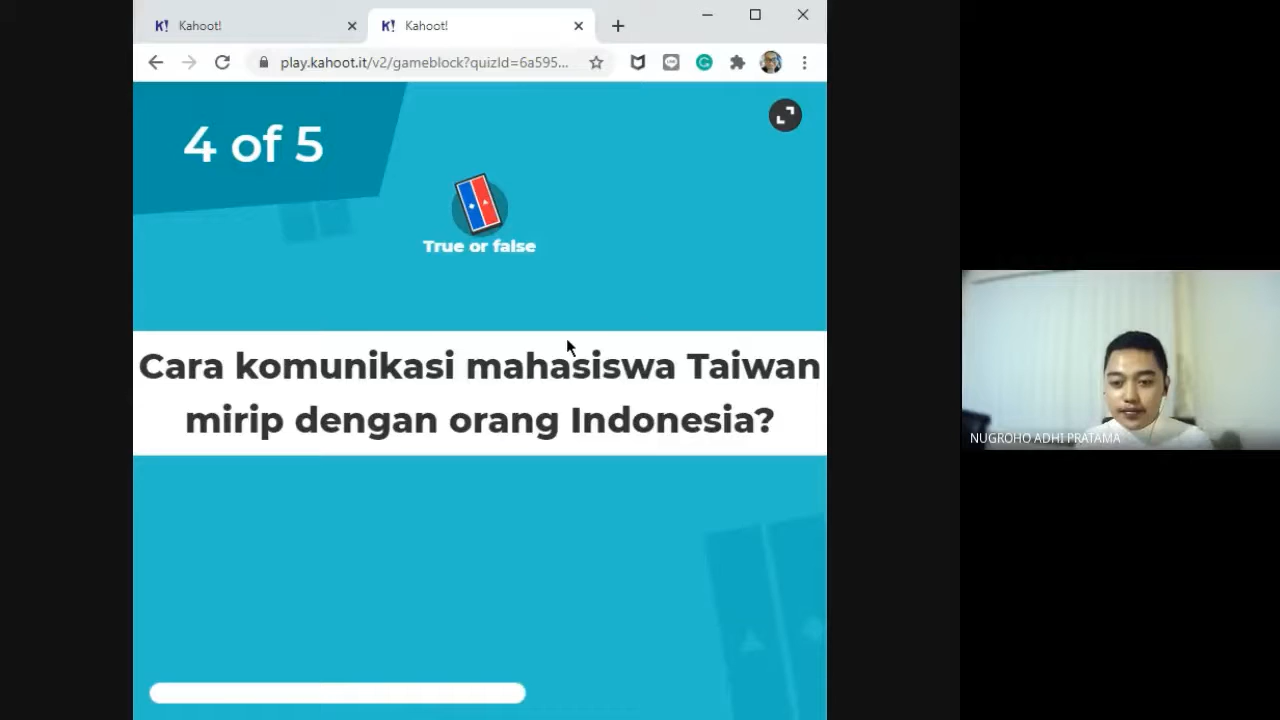 K! Kahoot!
K! Kahoot!
play.kahoot.it/v2/gameblock?quizId=6a595...
4 of 5
True or false
Cara komunikasi mahasiswa Taiwan
mirip dengan orang Indonesia?
NUGROHO ADHI PRATAMA